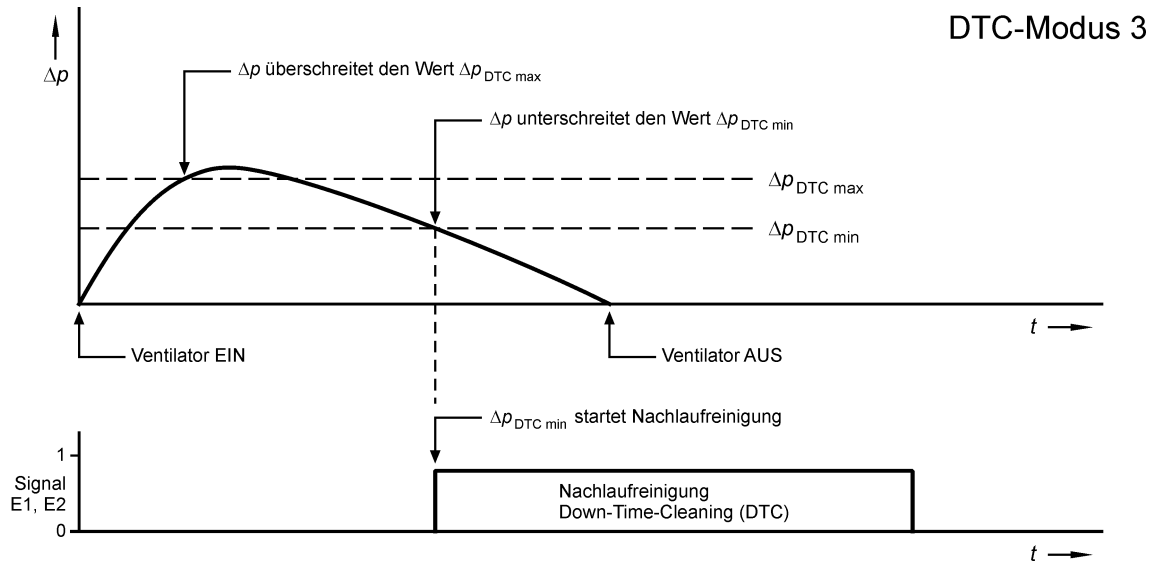 DTC-Modus 3
Δp
Δp überschreitet den Wert Δp DTC max
Δp unterschreitet den Wert Δp DTC min
Δp DTC max
Δp DTC min
t
Ventilator EIN
Ventilator AUS
Δp DTC min startet Nachlaufreinigung
1
Signal
E1, E2
0
Nachlaufreinigung
Down-Time-Cleaning (DTC)
t